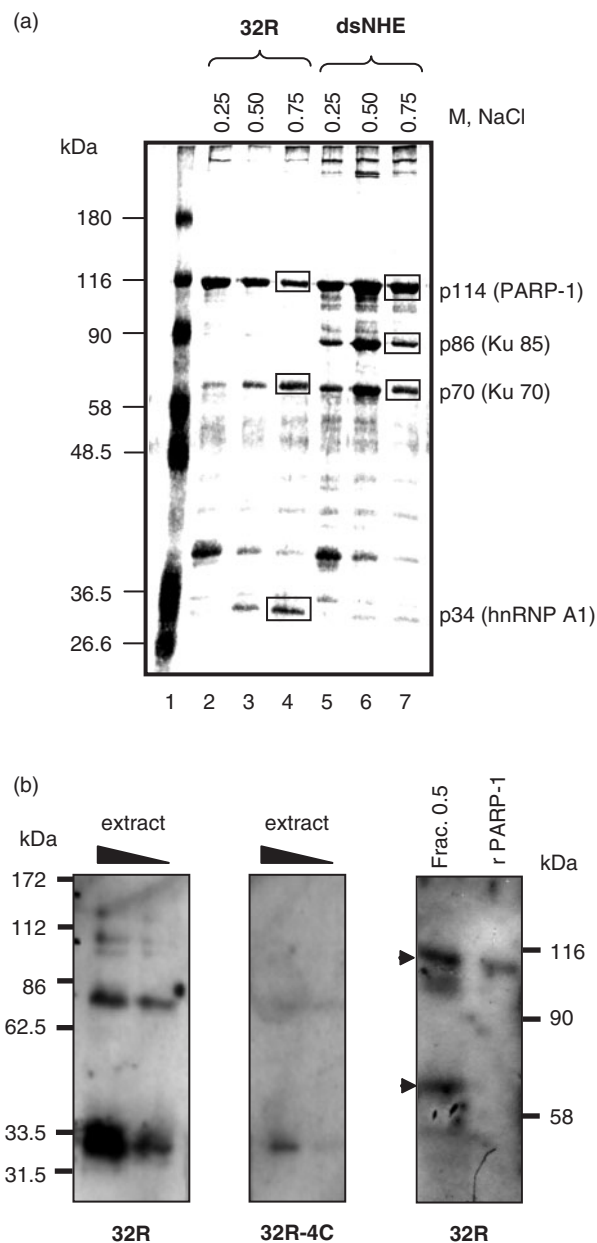 (a)
32R dsNHE
0.25 0.50 0.75 0.25 0.50 0.75 M, NaCl
kDa
180
116
p114 (PARP-1)
90
p86 (Ku 85)
p70 (Ku 70)
58
48.5
36.5
p34 (hnRNP A1)
26.6
1 2 3 4 5 6 7
(b)
kDa extract extract Frac. 0.5 r PARP-1 kDa
172
112
116
86
90
62.5
58
33.5
31.5
32R 32R-4C 32R